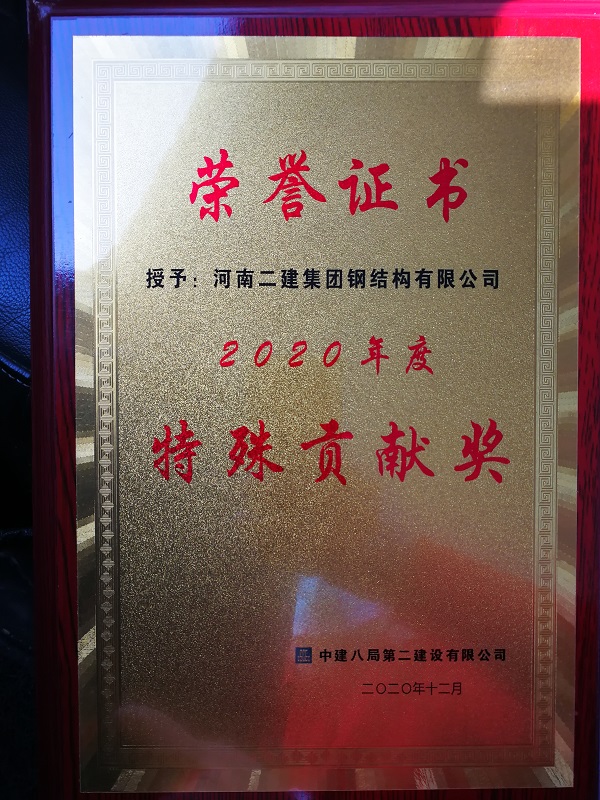 荣誉证书
授予：河南二建集团钢结构有限公司
2020年度
特殊贡献奖
中建八局第二建设有限公司
二〇二〇年十二月